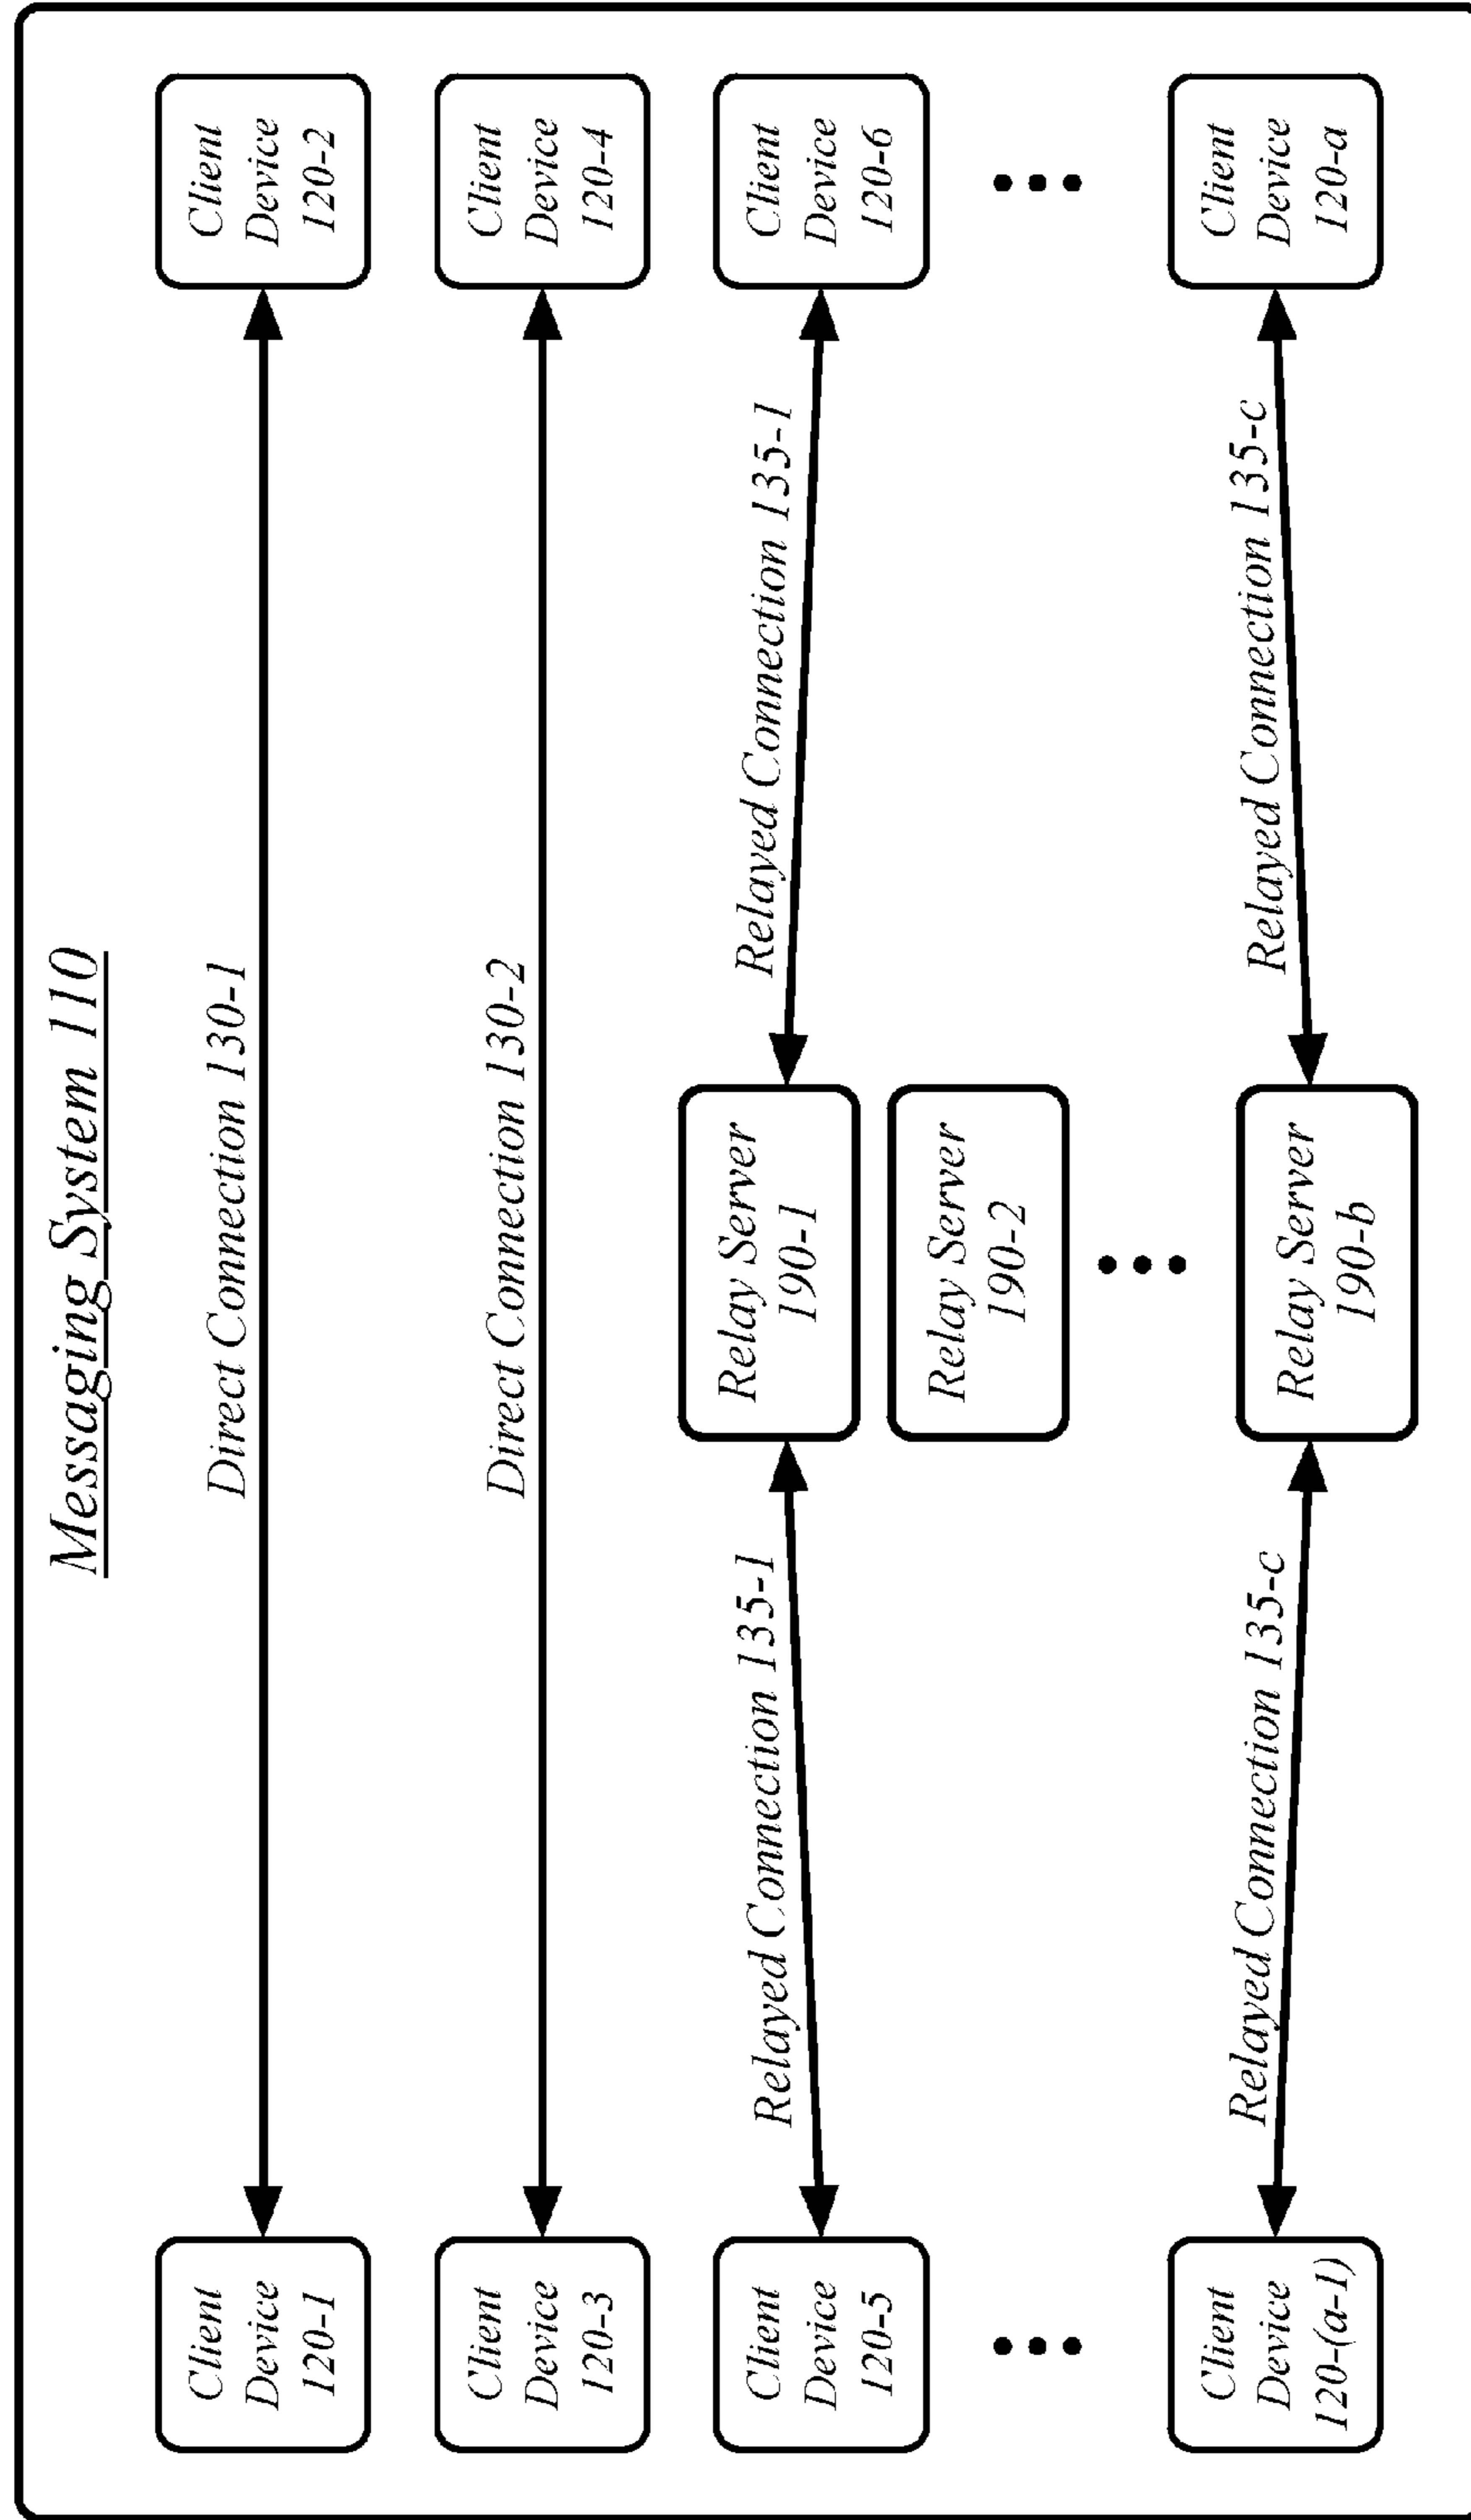 Messaging System 110
Client
Device
120-1
Direct Connection 130-1
Client
Device
120-2
Client
Device
120-3
Direct Connection 130-2
Client
Device
120-4
Client
Device
120-5
Relayed Connection 135-1
Relay Server
190-1
Relayed Connection 135-1
Client
Device
120-6
Relay Server
190-2
Client
Device
120-(a-1)
Relayed Connection 135-c
Relay Server
190-b
Relayed Connection 135-c
Client
Device
120-a